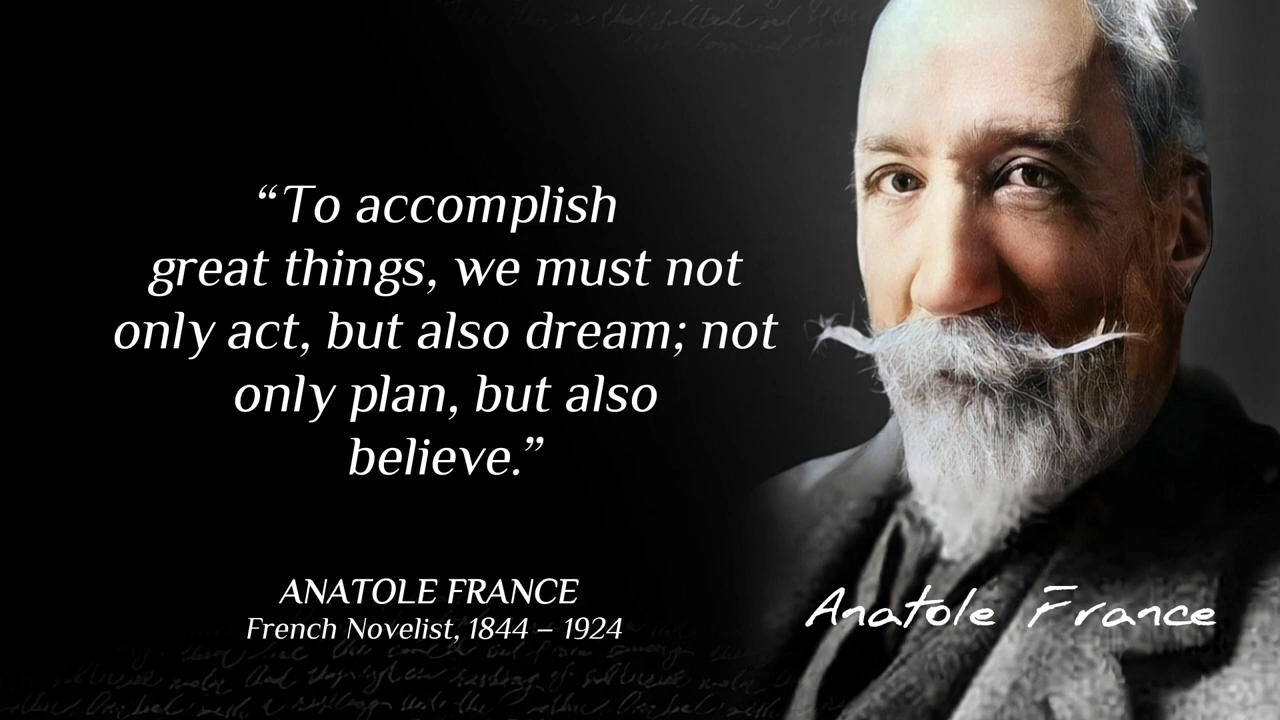 “To accomplish
great things, we must not
only act, but also dream; not
only plan, but also
believe.”
ANATOLE FRANCE
French Novelist, 1844 – 1924
Anatole France